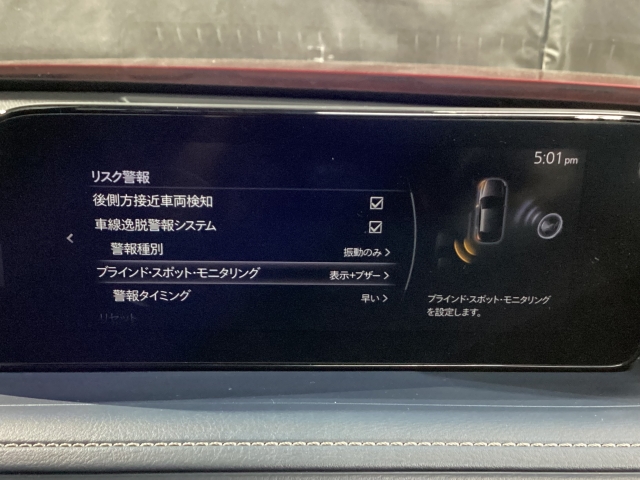 5:01 pm
リスク警報
後側方接近車両検知
車線逸脱警報システム
警報種別 振動のみ
ブラインド・スポット・モニタリング 表示+ブザー
警報タイミング 早い
ブラインド・スポット・モニタリング
を設定します。